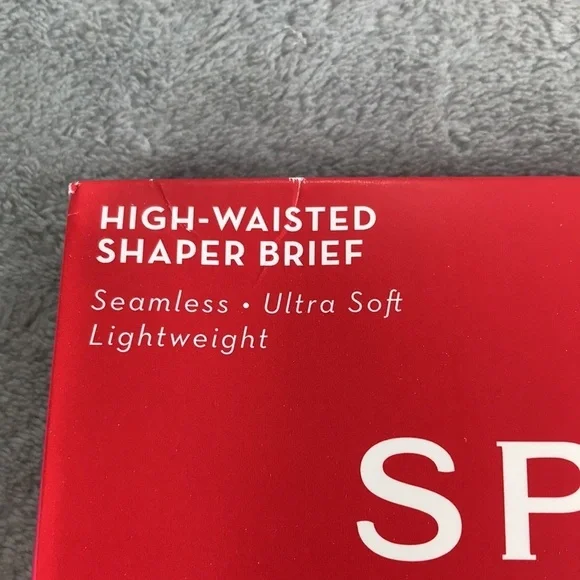 HIGH-WAISTED
SHAPER BRIEF
Seamless • Ultra Soft
Lightweight
SP